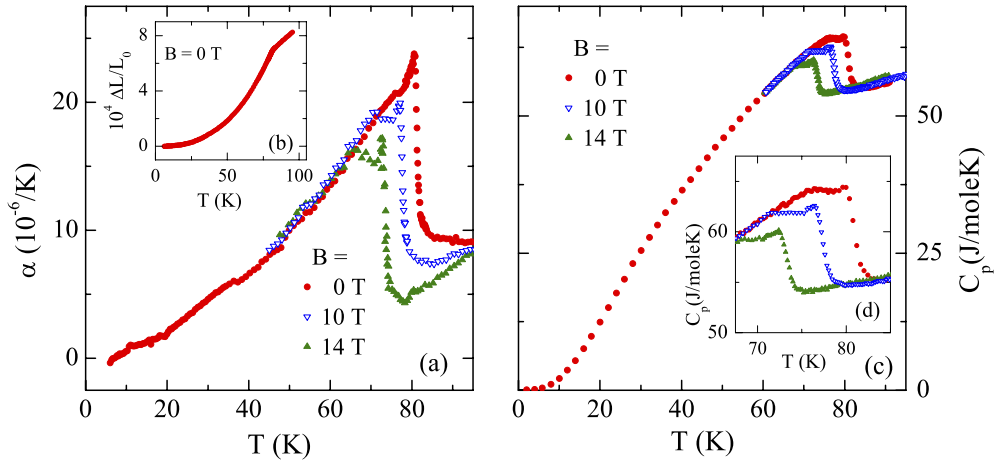 8
4
0
10⁴ ΔL/L₀
B = 0 T
(b)
0
50
100
T (K)
20
10
0
α (10⁻⁶/K)
B =
0 T
10 T
14 T
(a)
0
20
40
60
80
T (K)
B =
0 T
10 T
14 T
60
50
Cₚ(J/moleK)
70
80
T (K)
(d)
(c)
50
25
0
Cₚ (J/moleK)
0
20
40
60
80
T (K)